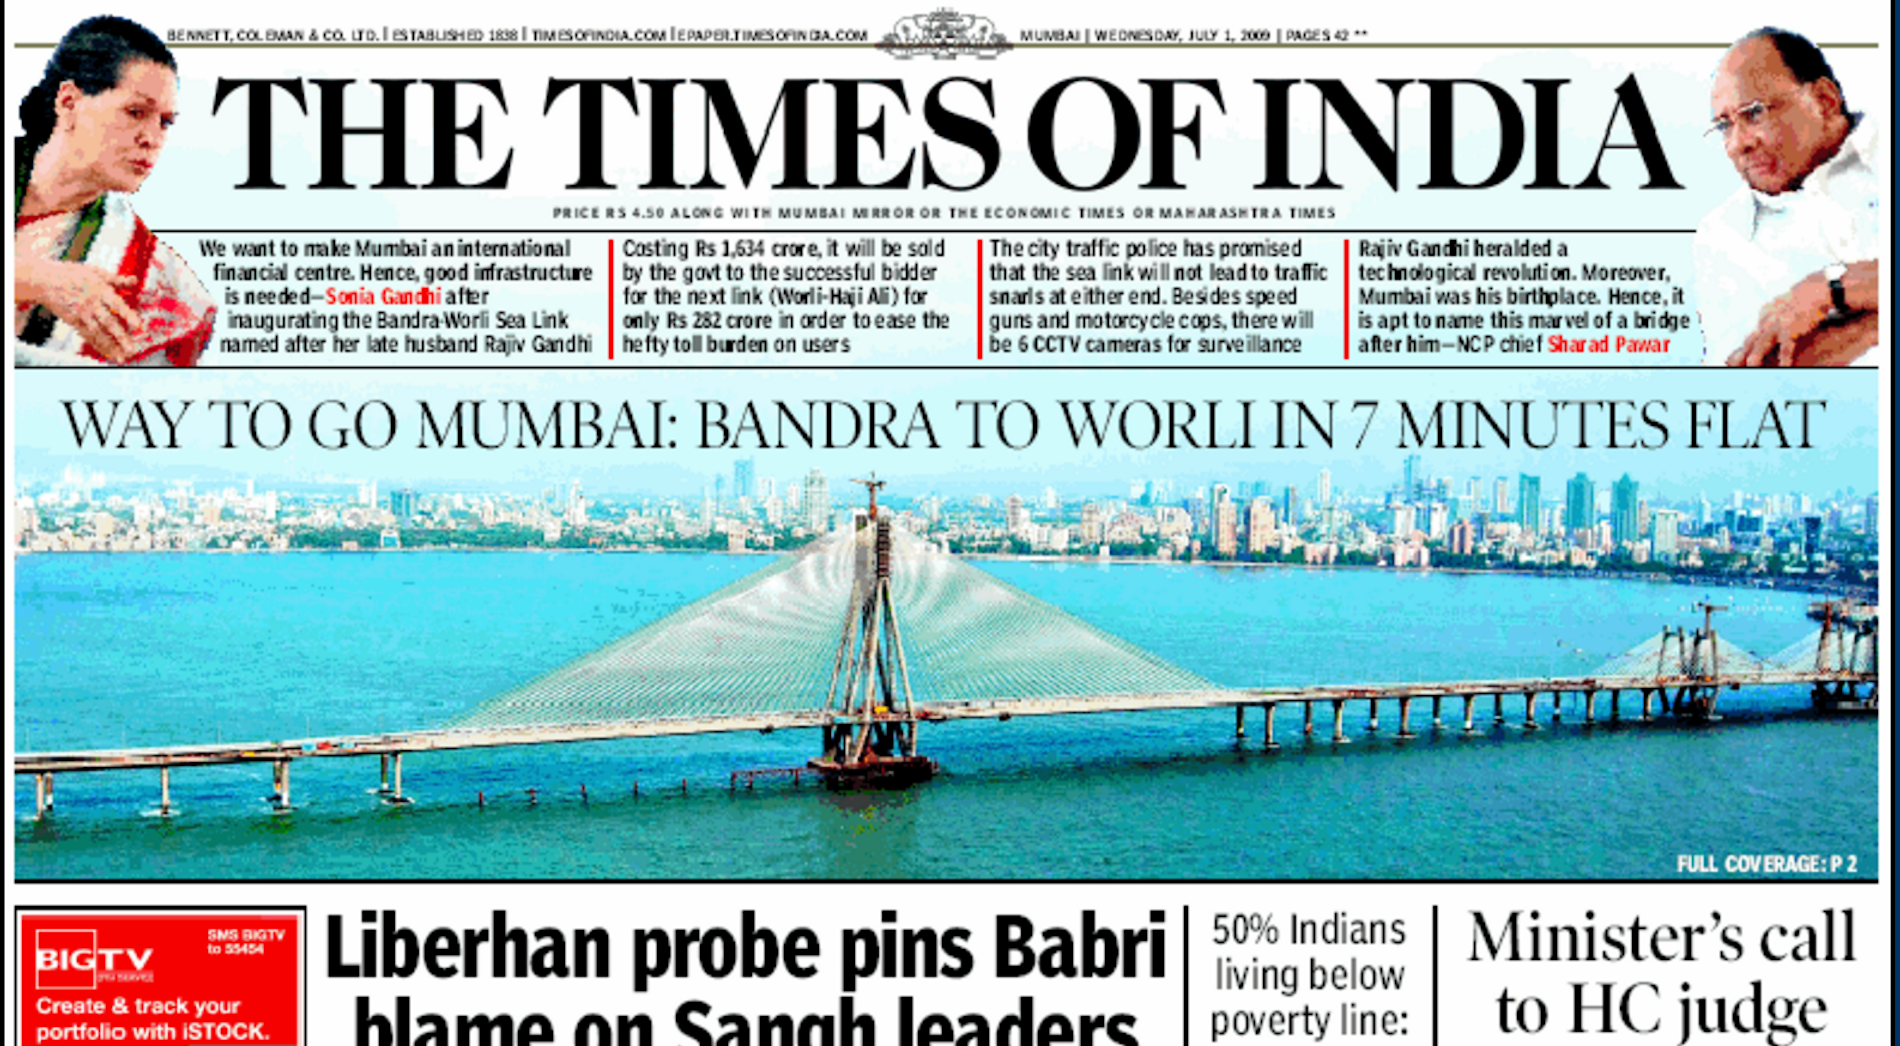 BENNETT, COLEMAN & CO. LTD. | ESTABLISHED 1838 | TIMESOFINDIA.COM | EPAPER.TIMESOFINDIA.COM
MUMBAI | WEDNESDAY, JULY 1, 2009 | PAGES 42 **
THE TIMES OF INDIA
PRICE RS 4.50 ALONG WITH MUMBAI MIRROR OR THE ECONOMIC TIMES OR MAHARASHTRA TIMES
We want to make Mumbai an international
financial centre. Hence, good infrastructure
is needed—Sonia Gandhi after
inaugurating the Bandra-Worli Sea Link
named after her late husband Rajiv Gandhi
Costing Rs 1,634 crore, it will be sold
by the govt to the successful bidder
for the next link (Worli-Haji Ali) for
only Rs 282 crore in order to ease the
hefty toll burden on users
The city traffic police has promised
that the sea link will not lead to traffic
snarls at either end. Besides speed
guns and motorcycle cops, there will
be 6 CCTV cameras for surveillance
Rajiv Gandhi heralded a
technological revolution. Moreover,
Mumbai was his birthplace. Hence, it
is apt to name this marvel of a bridge
after him—NCP chief Sharad Pawar
WAY TO GO MUMBAI: BANDRA TO WORLI IN 7 MINUTES FLAT
FULL COVERAGE: P 2
BIGTV
SMS BIGTV
to 55454
Create & track your
portfolio with iSTOCK.
Liberhan probe pins Babri
blame on Sangh leaders
50% Indians
living below
poverty line:
Minister's call
to HC judge